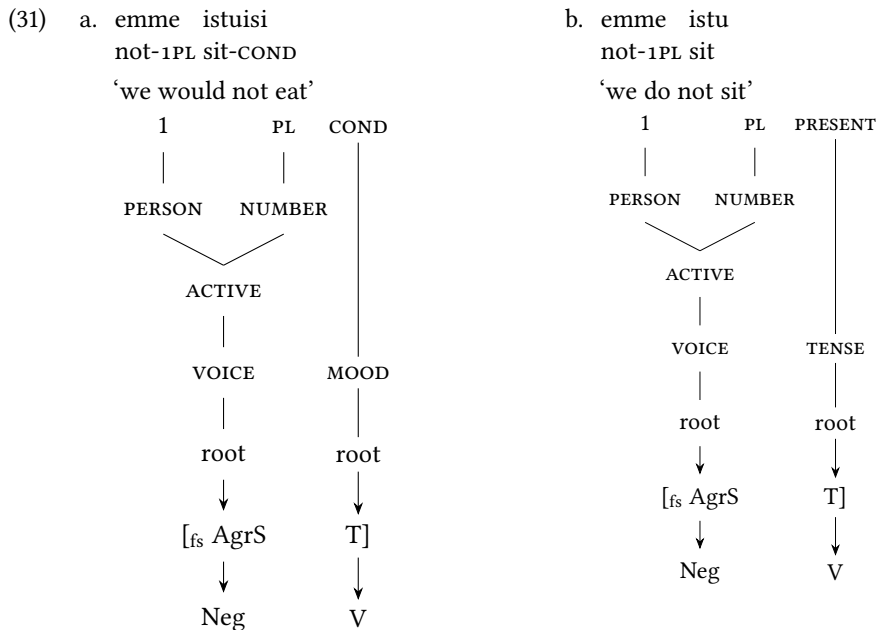 (31) a. emme istuisi
not-1PL sit-COND
‘we would not eat’
1 PL COND
PERSON NUMBER
ACTIVE
VOICE MOOD
root root
[fs AgrS T]
Neg V
b. emme istu
not-1PL sit
‘we do not sit’
1 PL PRESENT
PERSON NUMBER
ACTIVE
VOICE TENSE
root root
[fs AgrS T]
Neg V